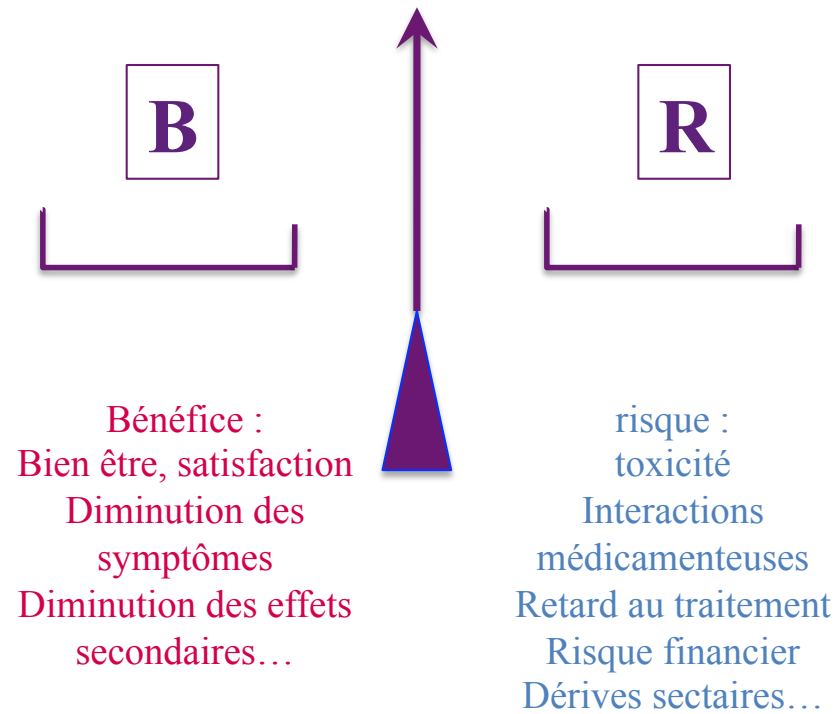 B
R
Bénéfice :
Bien être, satisfaction
Diminution des
symptômes
Diminution des effets
secondaires…
risque :
toxicité
Interactions
médicamenteuses
Retard au traitement
Risque financier
Dérives sectaires…